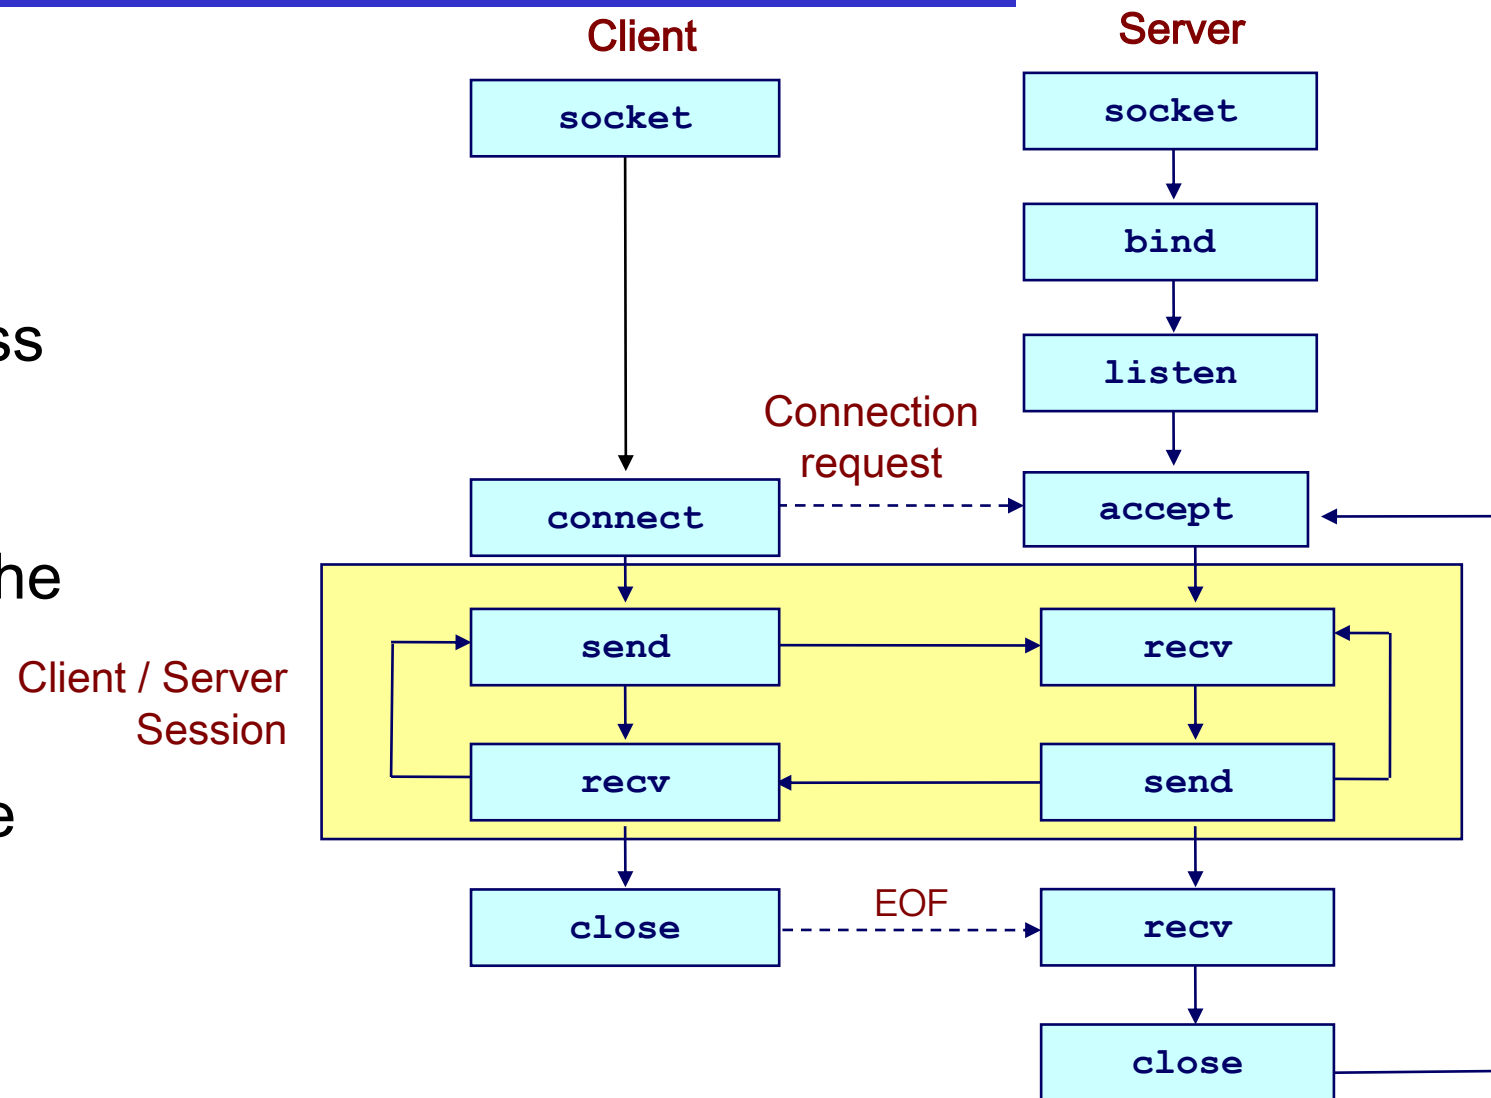 Client
Server
socket
socket
bind
ss
listen
Connection
request
connect
accept
he
send
recv
Client / Server
Session
recv
send
e
close
EOF
recv
close